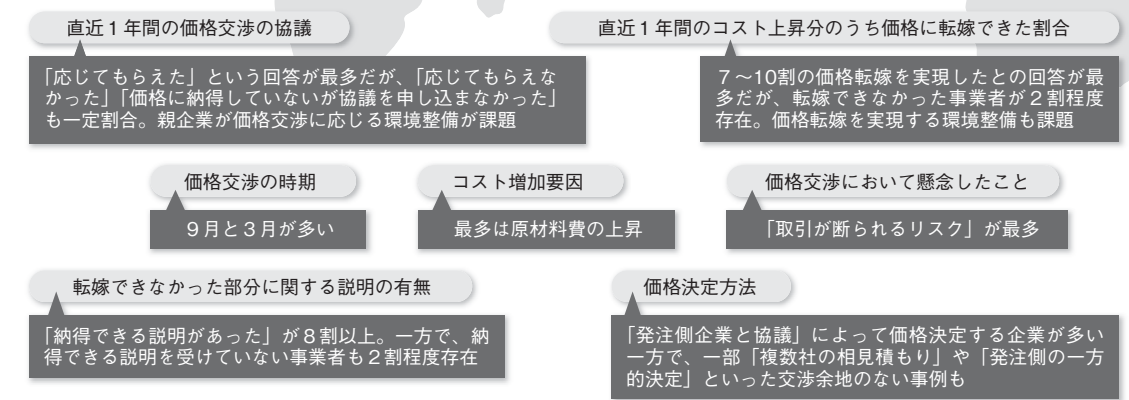 直近１年間の価格交渉の協議
「応じてもらえた」という回答が最多だが、「応じてもらえな
かった」「価格に納得していないが協議を申し込まなかった」
も一定割合。親企業が価格交渉に応じる環境整備が課題
直近１年間のコスト上昇分のうち価格に転嫁できた割合
７～10割の価格転嫁を実現したとの回答が最
多だが、転嫁できなかった事業者が２割程度
存在。価格転嫁を実現する環境整備も課題
価格交渉の時期
９月と３月が多い
コスト増加要因
最多は原材料費の上昇
価格交渉において懸念したこと
「取引が断られるリスク」が最多
転嫁できなかった部分に関する説明の有無
「納得できる説明があった」が８割以上。一方で、納
得できる説明を受けていない事業者も２割程度存在
価格決定方法
「発注側企業と協議」によって価格決定する企業が多い
一方で、一部「複数社の相見積もり」や「発注側の一方
的決定」といった交渉余地のない事例も